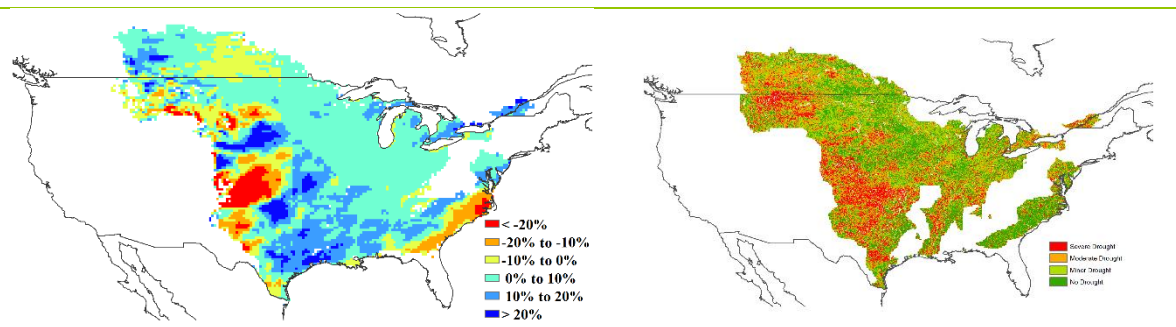 < -20%
-20% to -10%
-10% to 0%
0% to 10%
10% to 20%
> 20%
Severe Drought
Moderate Drought
Minor Drought
No Drought